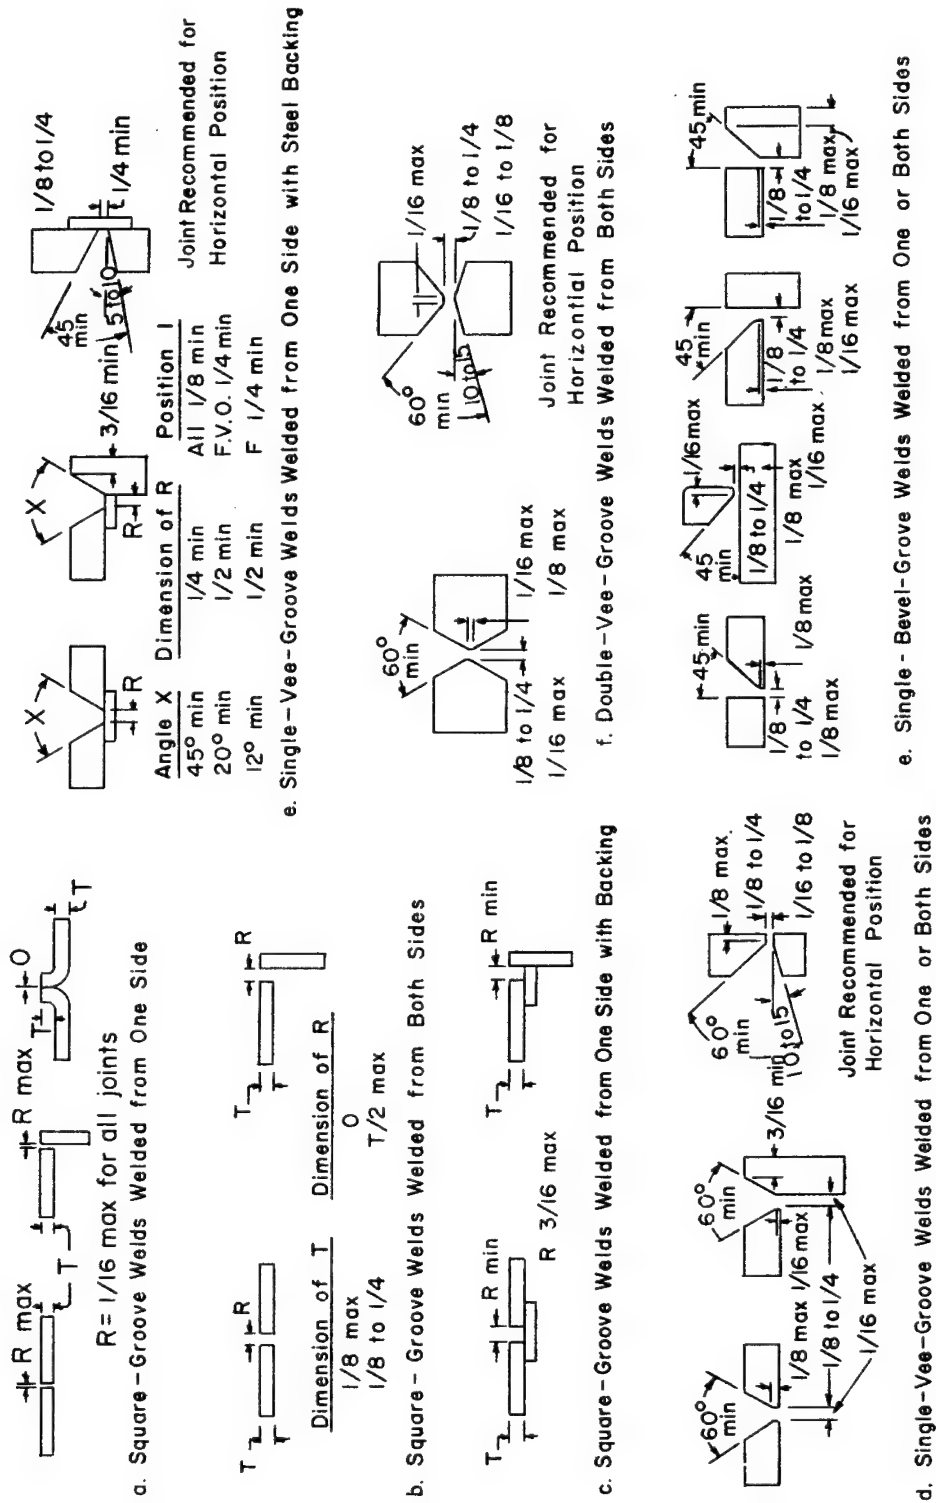 R max
T
R max
T
O
T
R = 1/16 max for all joints
a. Square-Groove Welds Welded from One Side
T
R
T
R
Dimension of T
Dimension of R
1/8 max
O
1/8 to 1/4
T/2 max
b. Square-Groove Welds Welded from Both Sides
T
R min
T
R min
R 3/16 max
c. Square-Groove Welds Welded from One Side with Backing
60°
min
1/8 max
1/16 max
1/8 to 1/4
1/16 max
60°
min
3/16 min
60°
min
10 to 15
1/8 max.
1/8 to 1/4
1/16 to 1/8
Joint Recommended for
Horizontal Position
d. Single-Vee-Groove Welds Welded from One or Both Sides
X
R
X
R
3/16 min
45
min
5 to 10
1/8 to 1/4
1/4 min
Joint Recommended for
Horizontal Position
Angle X
Dimension of R
Position I
45° min
1/4 min
All 1/8 min
20° min
1/2 min
F.V.O. 1/4 min
12° min
1/2 min
F 1/4 min
e. Single-Vee-Groove Welds Welded from One Side with Steel Backing
60°
min
1/8 to 1/4
1/16 max
1/16 max
1/8 max
60°
min
10 to 15
1/16 max
1/8 to 1/4
1/16 to 1/8
Joint Recommended for
Horizontial Position
f. Double-Vee-Groove Welds Welded from Both Sides
45 min
1/8
to 1/4
1/8 max
1/8 max
45
min
1/16 max
1/8 to 1/4
1/8 max
1/16 max
45
min
1/8
to 1/4
1/8 max
1/16 max
45 min
1/8
to 1/4
1/8 max
1/16 max
e. Single-Bevel-Grove Welds Welded from One or Both Sides